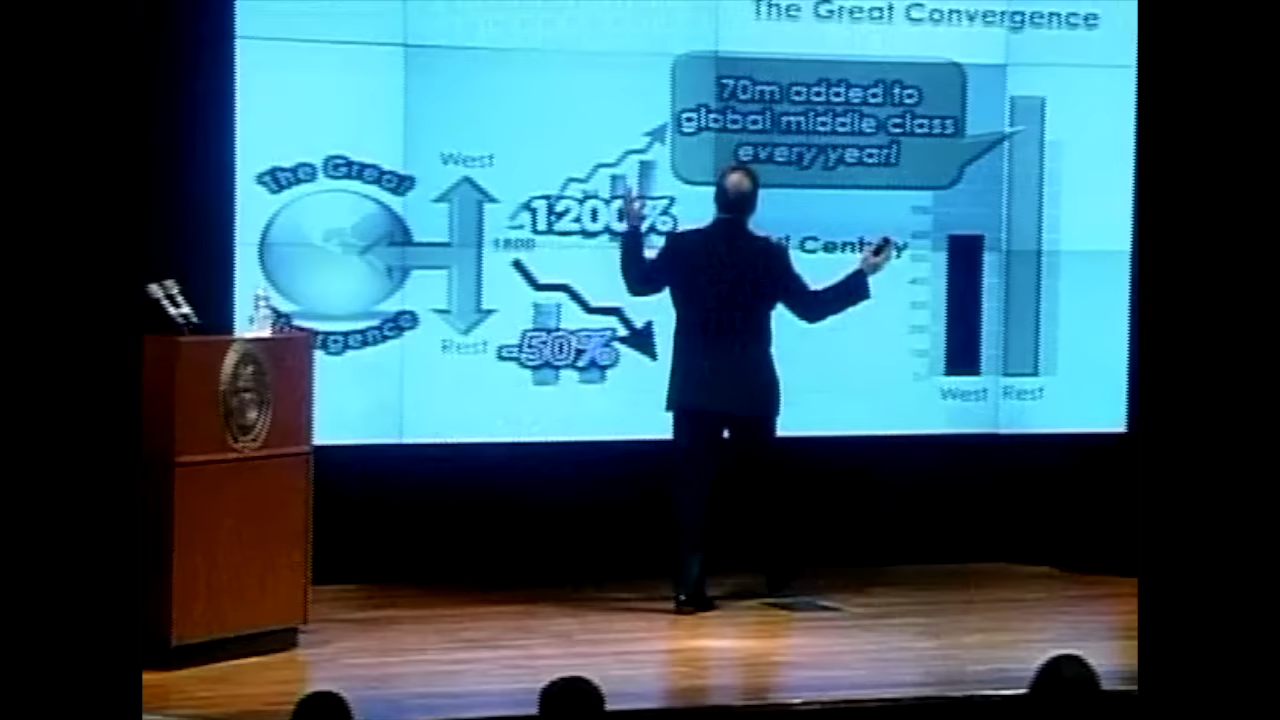 The Great Convergence
70m added to
global middle class
every year!
The Great
West
1200%
1800
Rest
-50%
West Rest